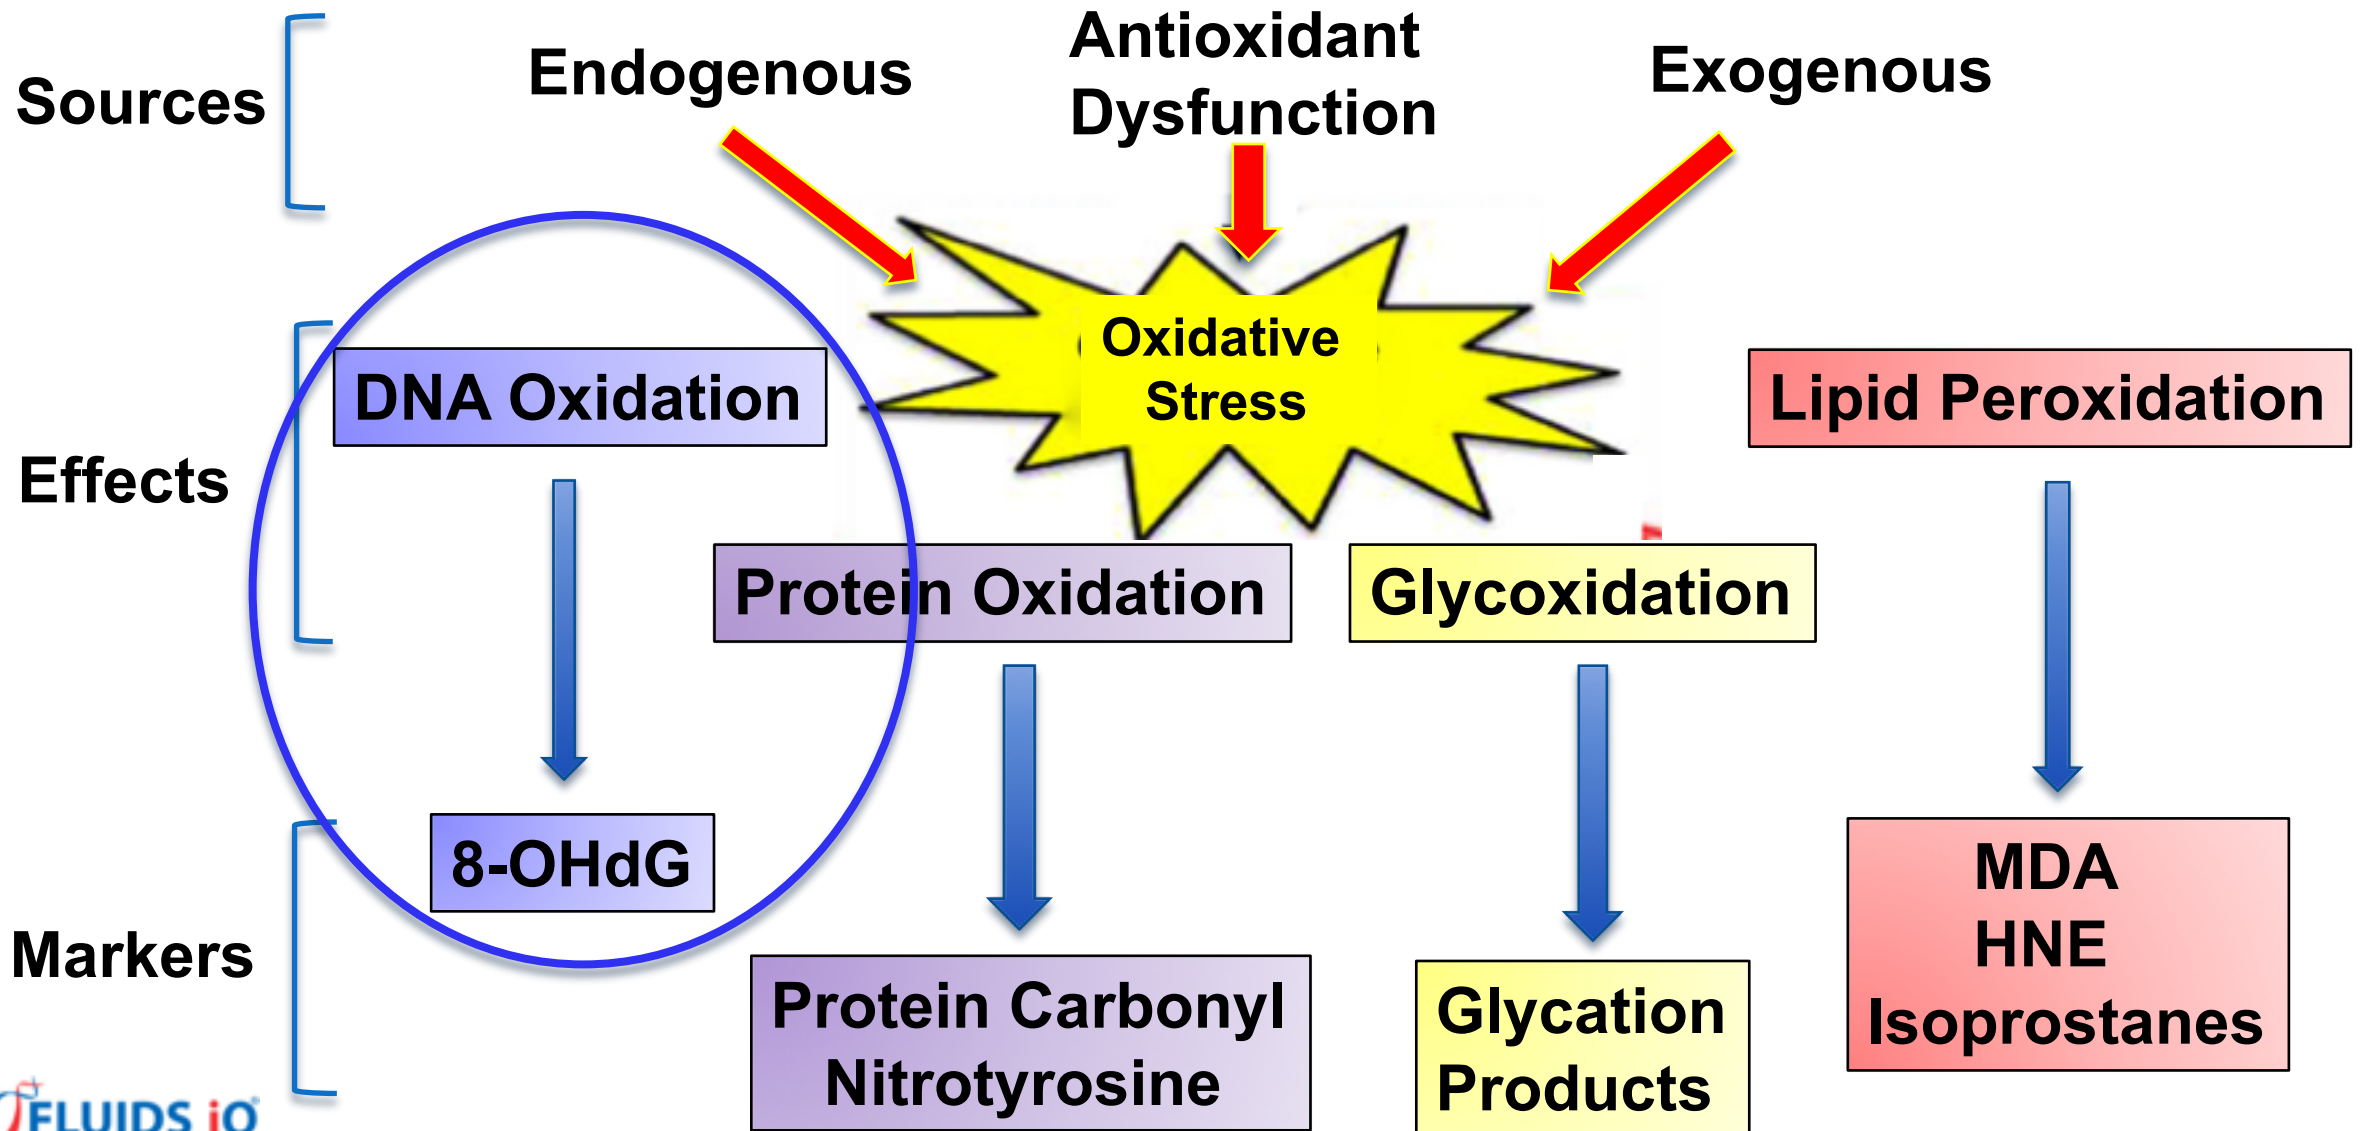 Sources
Endogenous
Antioxidant
Dysfunction
Exogenous
Oxidative
Stress
Effects
DNA Oxidation
Lipid Peroxidation
Protein Oxidation
Glycoxidation
Markers
8-OHdG
Protein Carbonyl
Nitrotyrosine
Glycation
Products
MDA
HNE
Isoprostanes
FLUIDS iQ